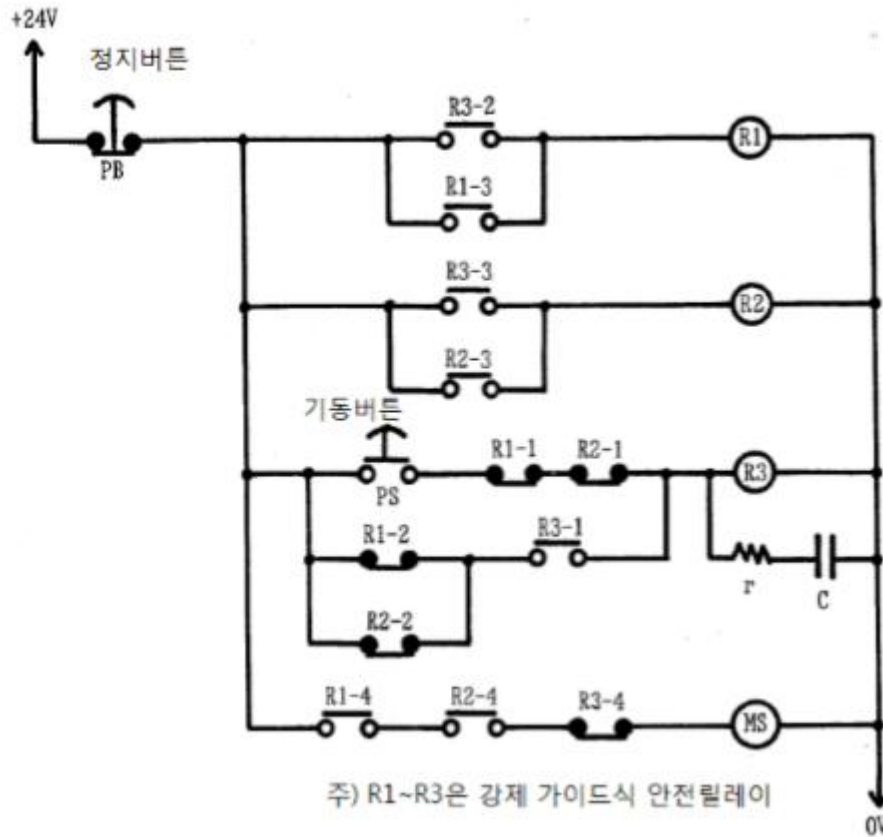 +24V
정지버튼
PB
R3-2
R1
R1-3
R3-3
R2
R2-3
기동버튼
PS
R1-1
R2-1
R3
R1-2
R3-1
r
C
R2-2
R1-4
R2-4
R3-4
MS
주) R1~R3은 강제 가이드식 안전릴레이
0V